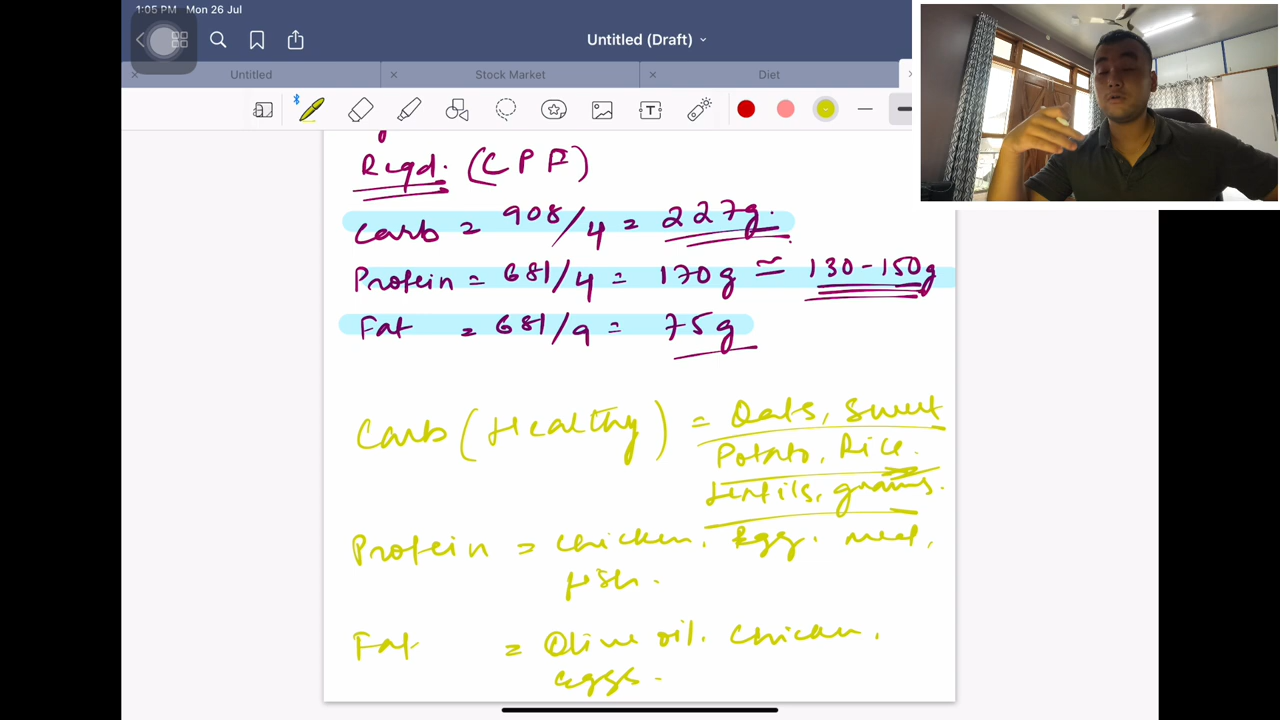 1:05 PM Mon 26 Jul
Untitled (Draft)
Untitled
Stock Market
Diet
Reqd. (CPF)
Carb = 908/4 = 227g.
Protein = 681/4 = 170g ≅ 130-150g
Fat = 681/9 = 75g
Carb (Healthy) = Oats, Sweet
Potato, Rice.
Lentils, grains.
Protein = Chicken, Egg, meat,
fish.
Fat = Olive oil, Chicken,
eggs.